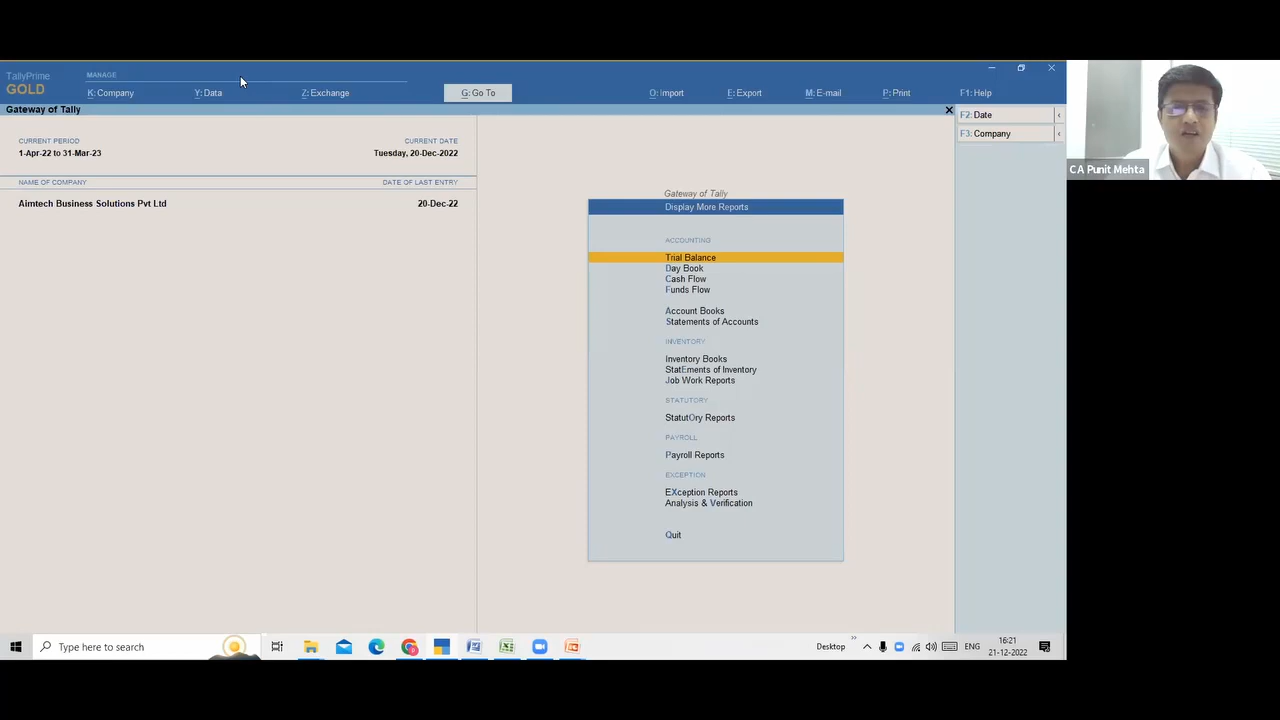 TallyPrime
GOLD
MANAGE
K: Company
Y: Data
Z: Exchange
G: Go To
O: Import
E: Export
M: E-mail
P: Print
F1: Help
Gateway of Tally
CURRENT PERIOD
CURRENT DATE
1-Apr-22 to 31-Mar-23
Tuesday, 20-Dec-2022
NAME OF COMPANY
DATE OF LAST ENTRY
Aimtech Business Solutions Pvt Ltd
20-Dec-22
Gateway of Tally
Display More Reports
ACCOUNTING
Trial Balance
Day Book
Cash Flow
Funds Flow
Account Books
Statements of Accounts
INVENTORY
Inventory Books
StatEments of Inventory
Job Work Reports
STATUTORY
StatutOry Reports
PAYROLL
Payroll Reports
EXCEPTION
EXception Reports
Analysis & Verification
Quit
F2: Date
F3: Company
CA Punit Mehta
Type here to search
Desktop
ENG
16:21
21-12-2022